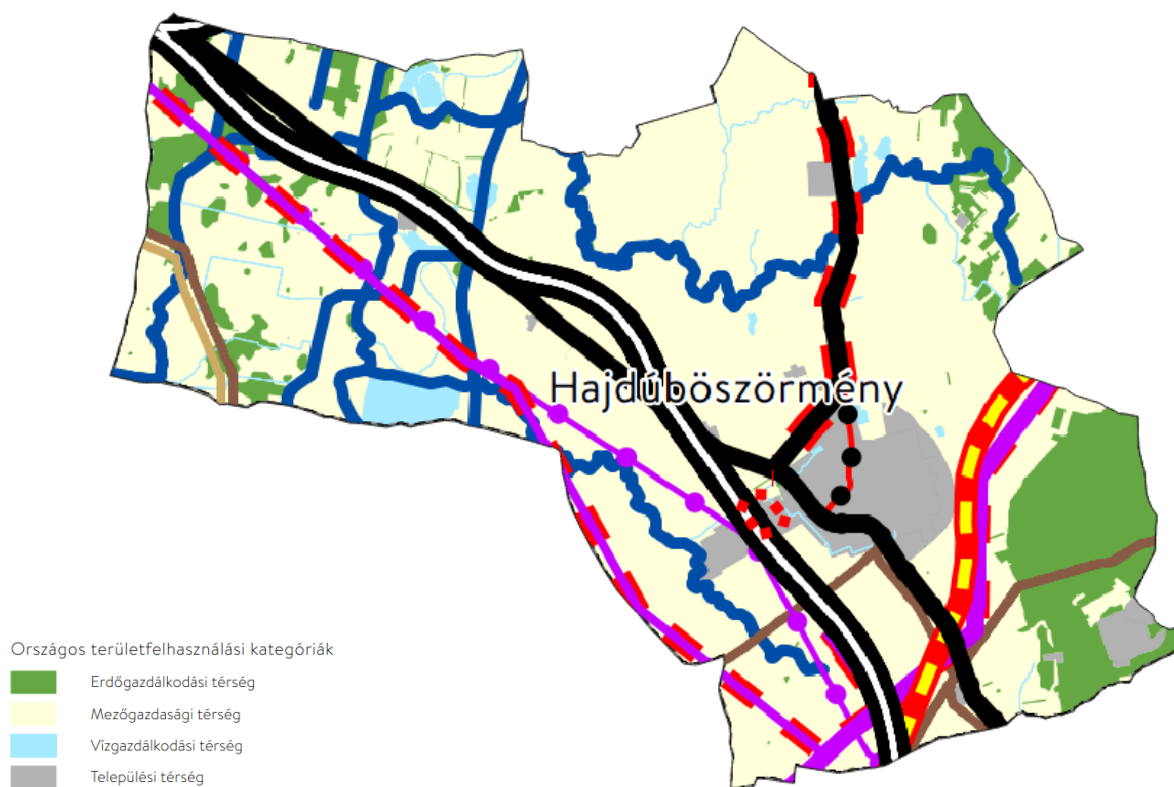 Hajdúböszörmény
Országos területfelhasználási kategóriák
Erdőgazdálkodási térség
Mezőgazdasági térség
Vízgazdálkodási térség
Települési térség